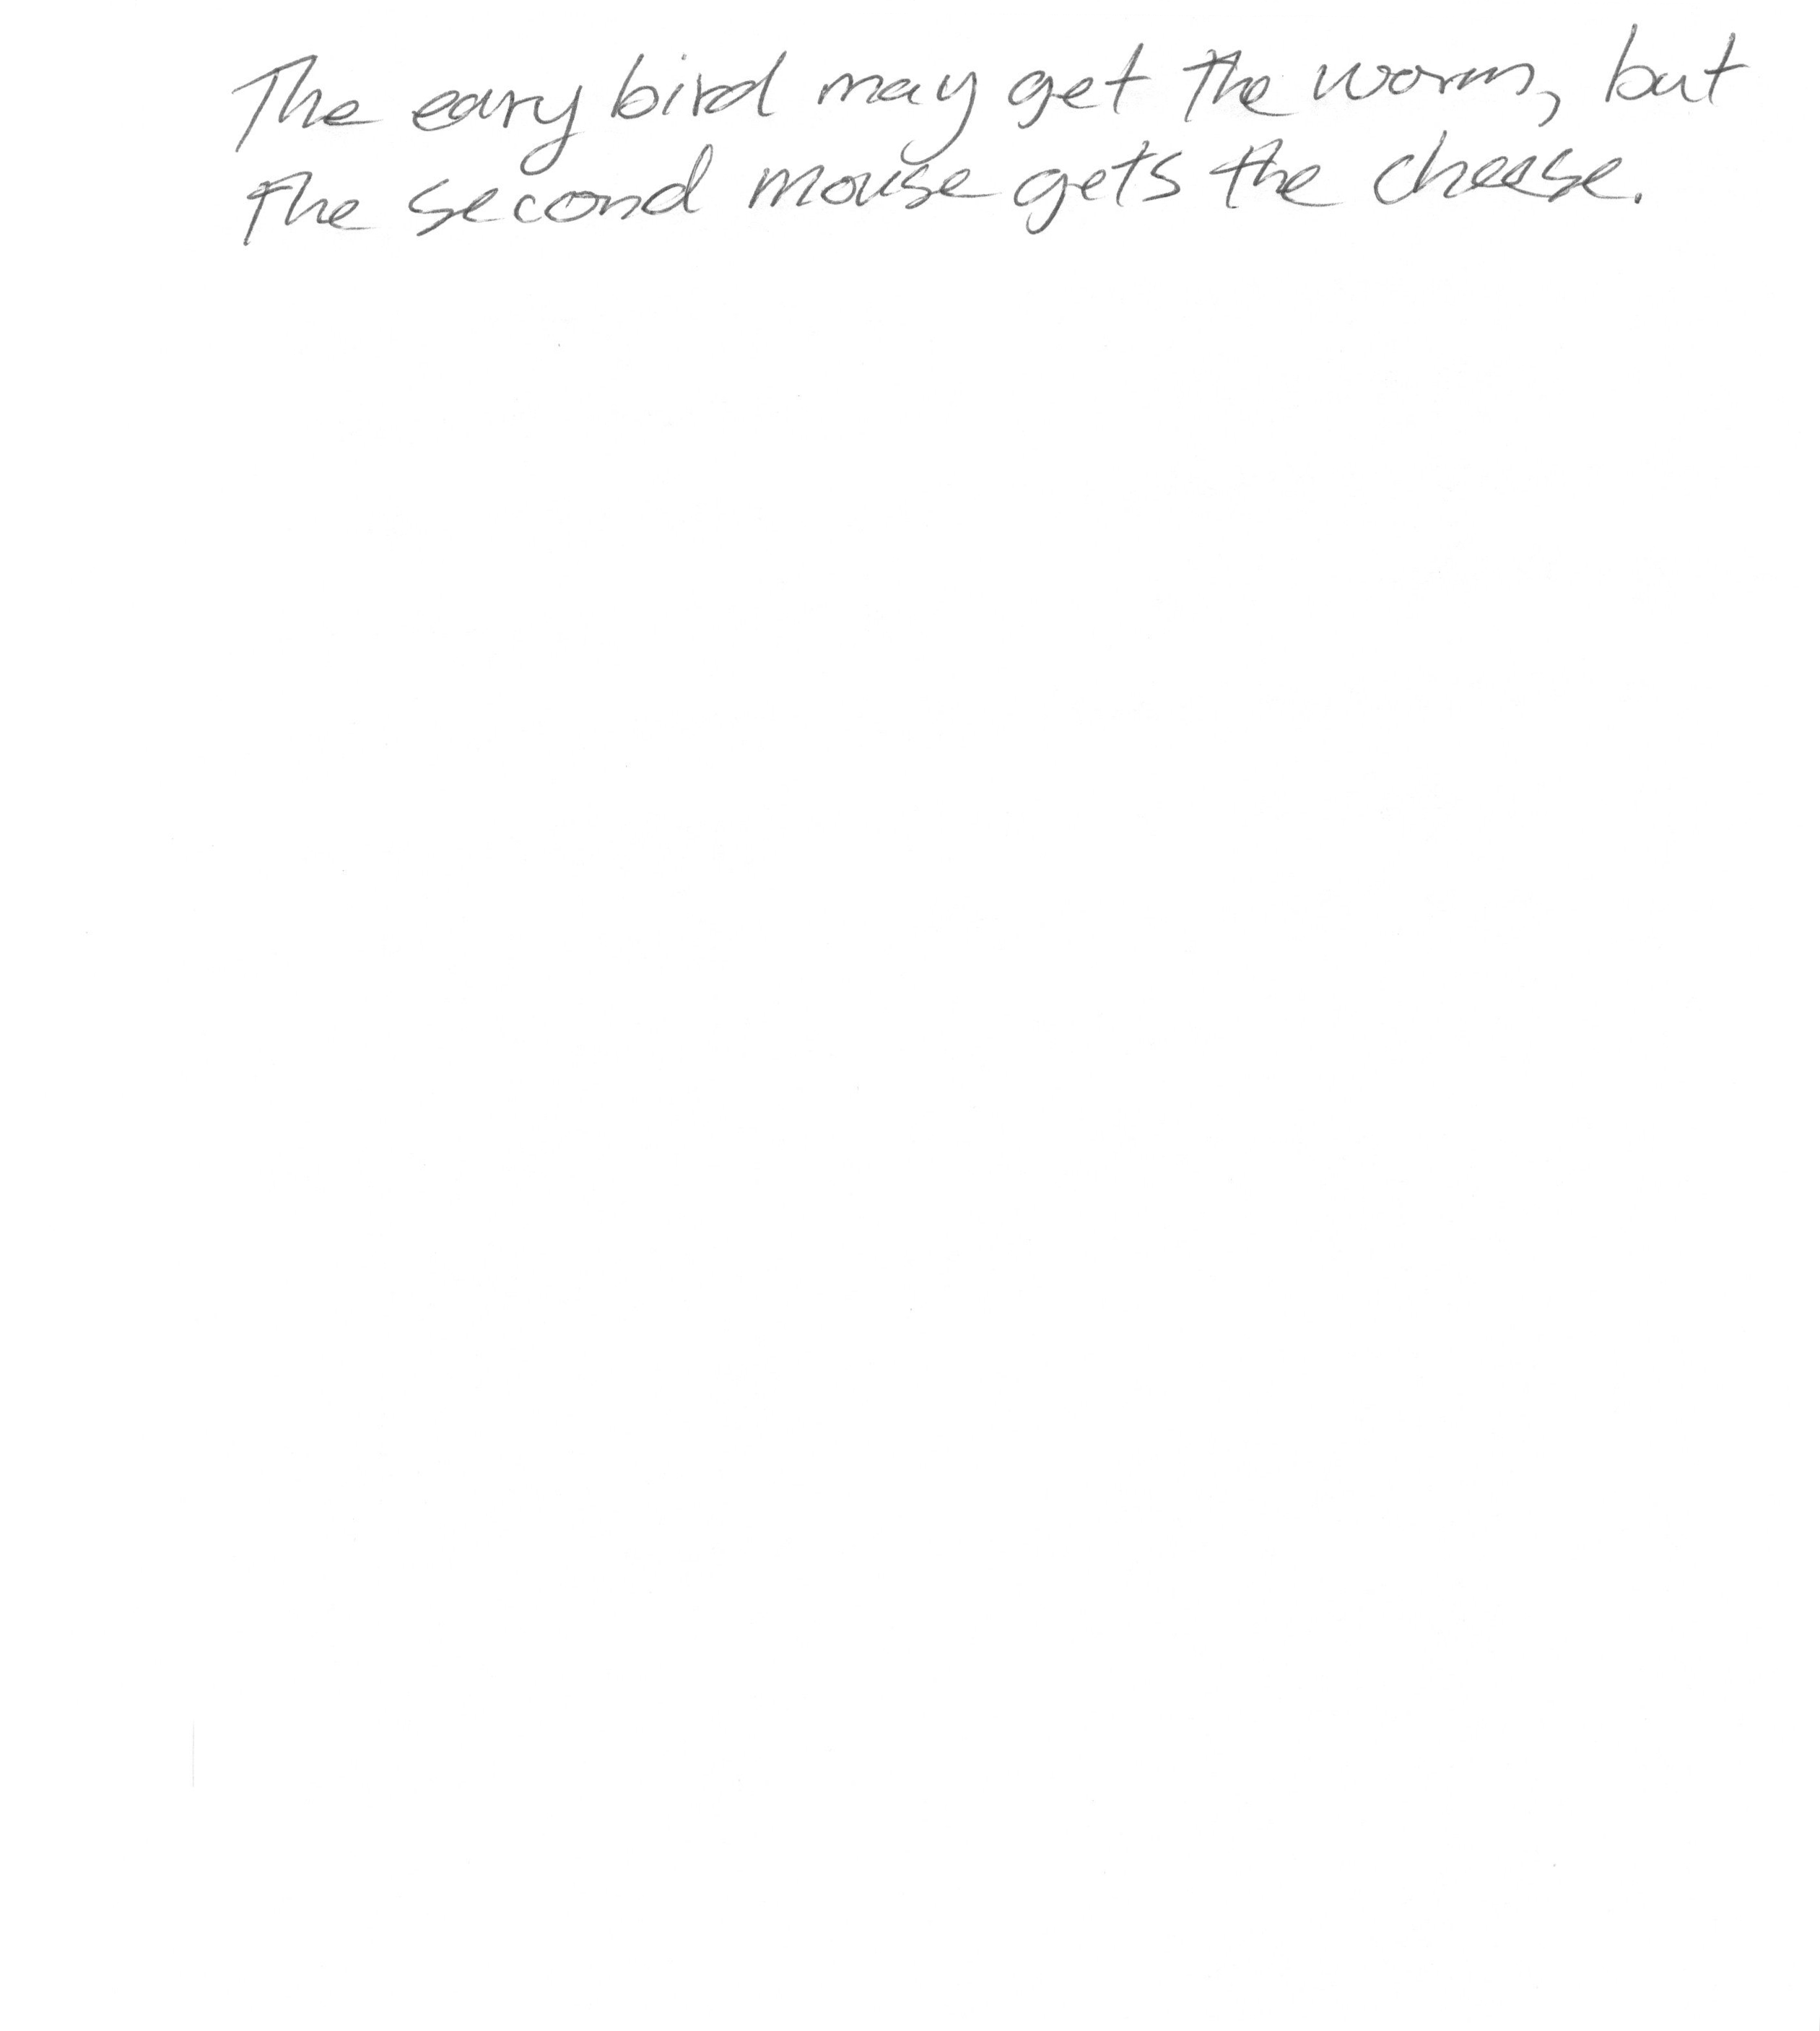 The eary bird may get the worm, but
the second mouse gets the cheese.